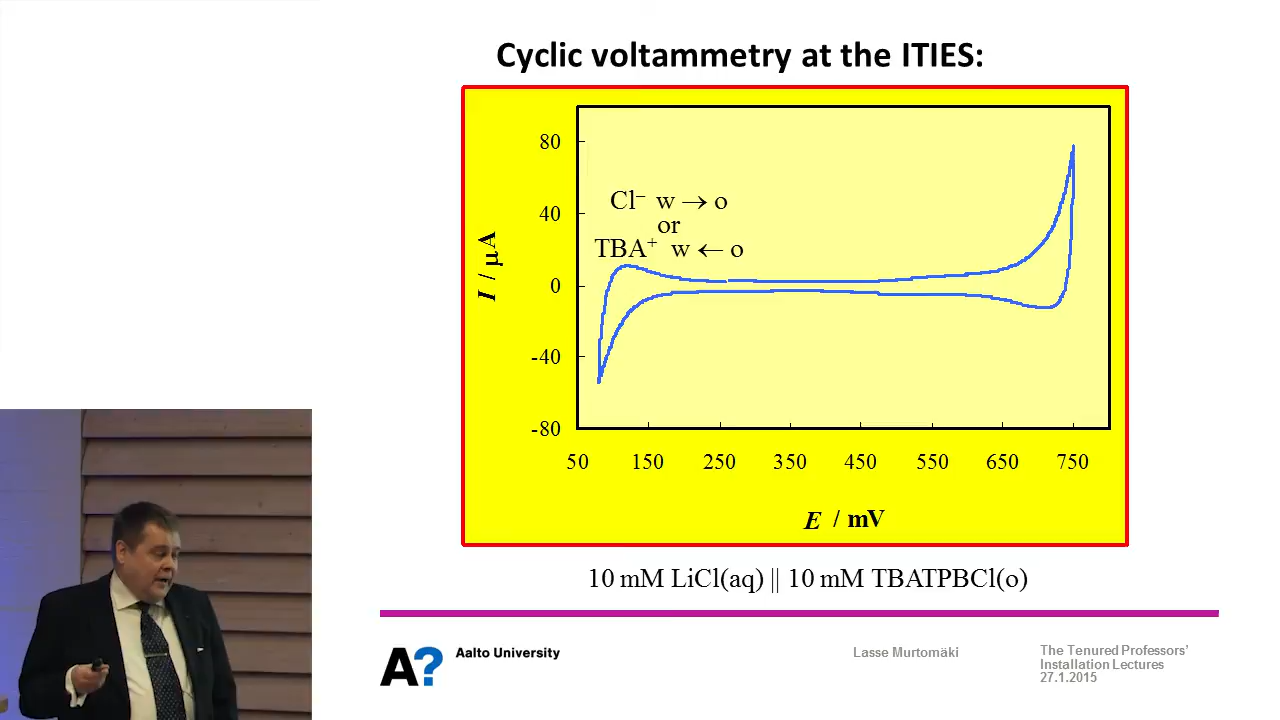 Cyclic voltammetry at the ITIES:
80
40
0
-40
-80
I / μA
Cl⁻ w → o
or
TBA⁺ w ← o
50 150 250 350 450 550 650 750
E / mV
10 mM LiCl(aq) || 10 mM TBATPBCl(o)
A?
Aalto University
Lasse Murtomäki
The Tenured Professors'
Installation Lectures
27.1.2015